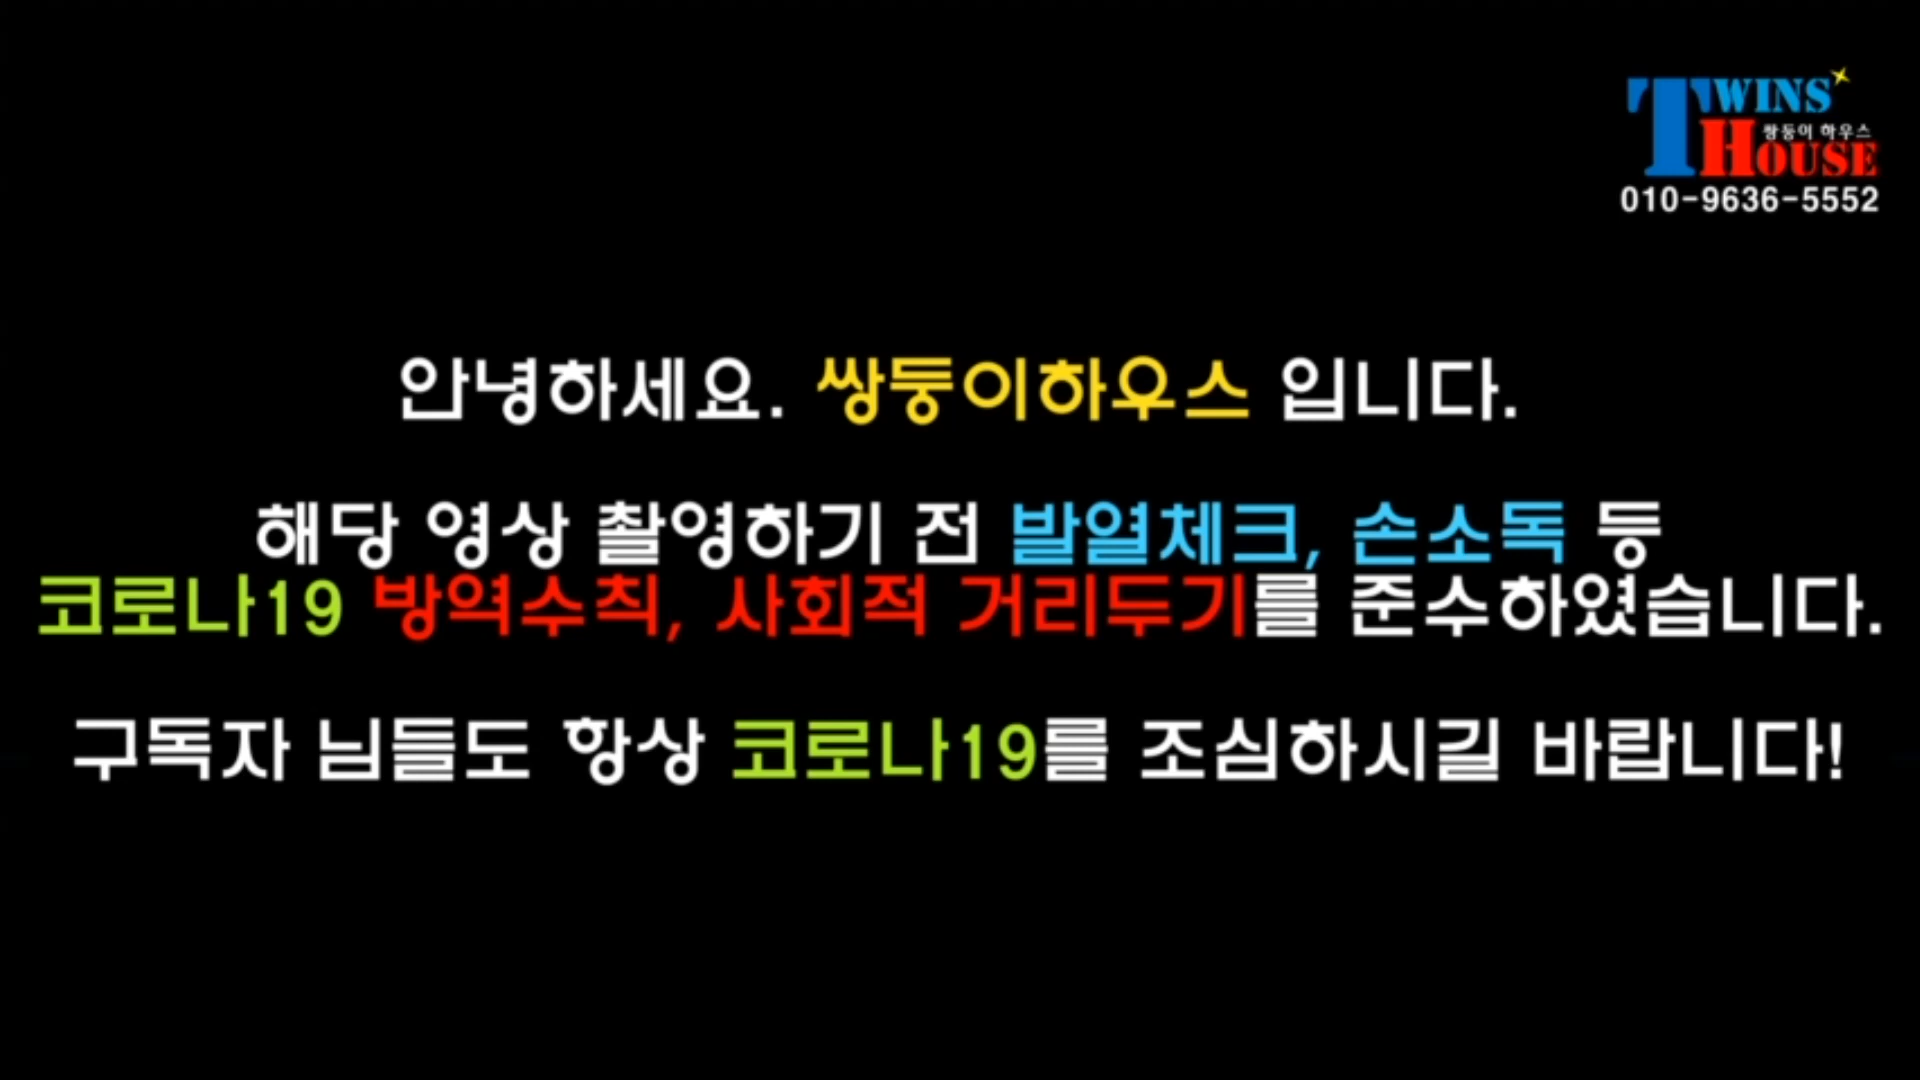 TWINS
쌍둥이 하우스
HOUSE
010-9636-5552
안녕하세요. 쌍둥이하우스 입니다.
해당 영상 촬영하기 전 발열체크, 손소독 등
코로나19 방역수칙, 사회적 거리두기를 준수하였습니다.
구독자 님들도 항상 코로나19를 조심하시길 바랍니다!